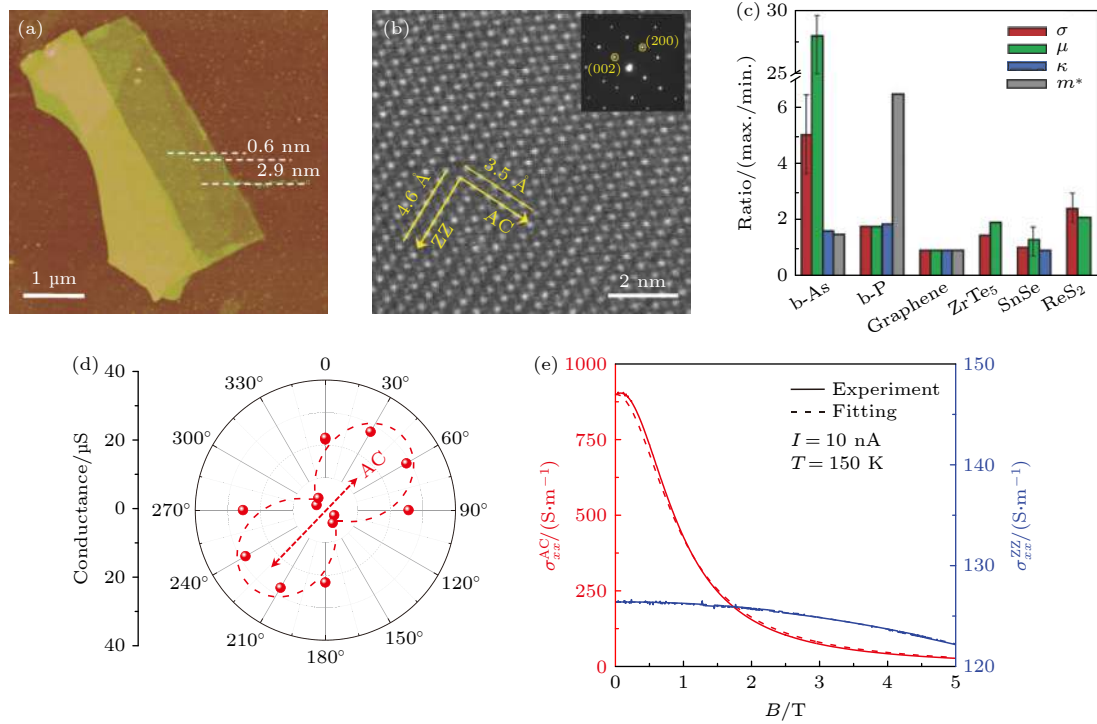 (a)
0.6 nm
2.9 nm
1 μm
(b)
(200)
(002)
4.6 A
3.5 A
ZZ
AC
2 nm
(c)
Ratio/(max./min.)
30
25
6
4
2
0
σ
μ
κ
m*
b-As
b-P
Graphene
ZrTe5
SnSe
ReS2
(d)
Conductance/μS
40
20
0
20
40
0
30°
60°
90°
120°
150°
180°
210°
240°
270°
300°
330°
AC
(e)
σxxAC/(S·m−1)
1000
750
500
250
0
Experiment
Fitting
I = 10 nA
T = 150 K
150
140
130
120
σxxZZ/(S·m−1)
0 1 2 3 4 5
B/T